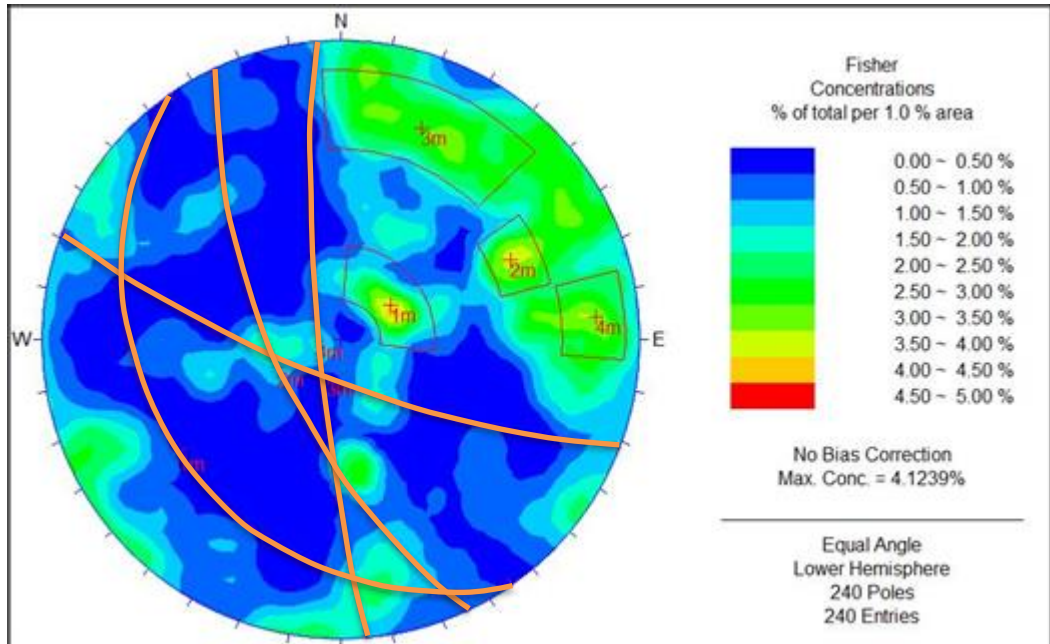 N
W
E
3m
2m
1m
4m
Fisher
Concentrations
% of total per 1.0 % area
0.00 ~ 0.50 %
0.50 ~ 1.00 %
1.00 ~ 1.50 %
1.50 ~ 2.00 %
2.00 ~ 2.50 %
2.50 ~ 3.00 %
3.00 ~ 3.50 %
3.50 ~ 4.00 %
4.00 ~ 4.50 %
4.50 ~ 5.00 %
No Bias Correction
Max. Conc. = 4.1239%
Equal Angle
Lower Hemisphere
240 Poles
240 Entries